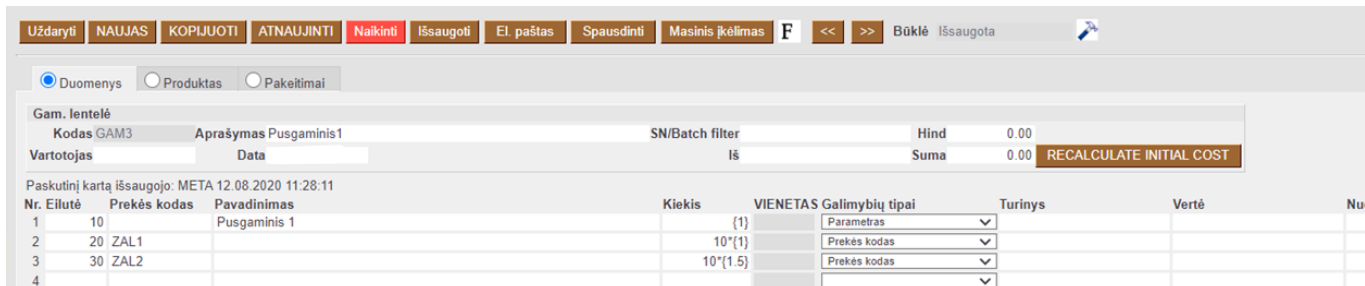 Uždaryti NAUJAS KOPIJUOTI ATNAUJINTI Naikinti Išsaugoti El. paštas Spausdinti Masinis įkėlimas F << >> Būklė Išsaugota
Duomenys Produktas Pakeitimai
Gam. lentelė
Kodas GAM3 Aprašymas Pusgaminis1 SN/Batch filter Hind 0.00
Vartotojas Data Iš Suma 0.00 RECALCULATE INITIAL COST
Paskutinį kartą išsaugojo: META 12.08.2020 11:28:11
Nr. Eilutė Prekės kodas Pavadinimas Kiekis VIENETAS Galimybių tipai Turinys Vertė
1 10 Pusgaminis 1 {1} Parametras
2 20 ZAL1 10*{1} Prekės kodas
3 30 ZAL2 10*{1.5} Prekės kodas
4